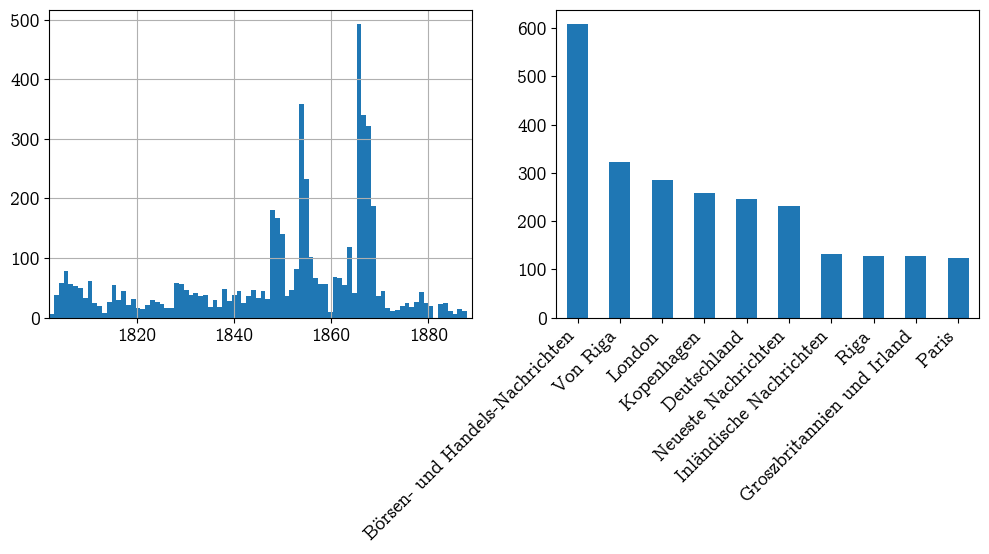 500
400
300
200
100
0
1820 1840 1860 1880
600
500
400
300
200
100
0
Börsen- und Handels-Nachrichten
Von Riga
London
Kopenhagen
Deutschland
Neueste Nachrichten
Inländische Nachrichten
Riga
Groszbritannien und Irland
Paris